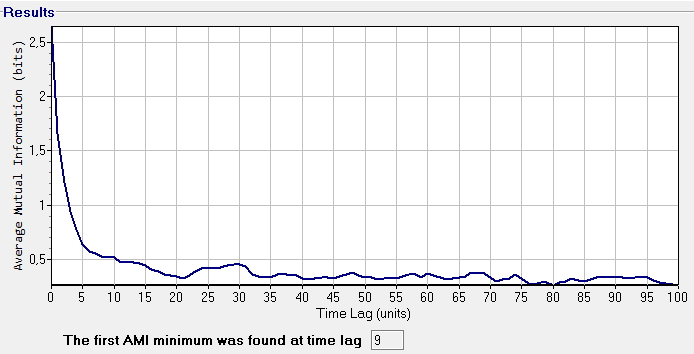 Results
Average Mutual Information (bits)
2,5
2
1,5
1
0,5
0 5 10 15 20 25 30 35 40 45 50 55 60 65 70 75 80 85 90 95 100
Time Lag (units)
The first AMI minimum was found at time lag 9